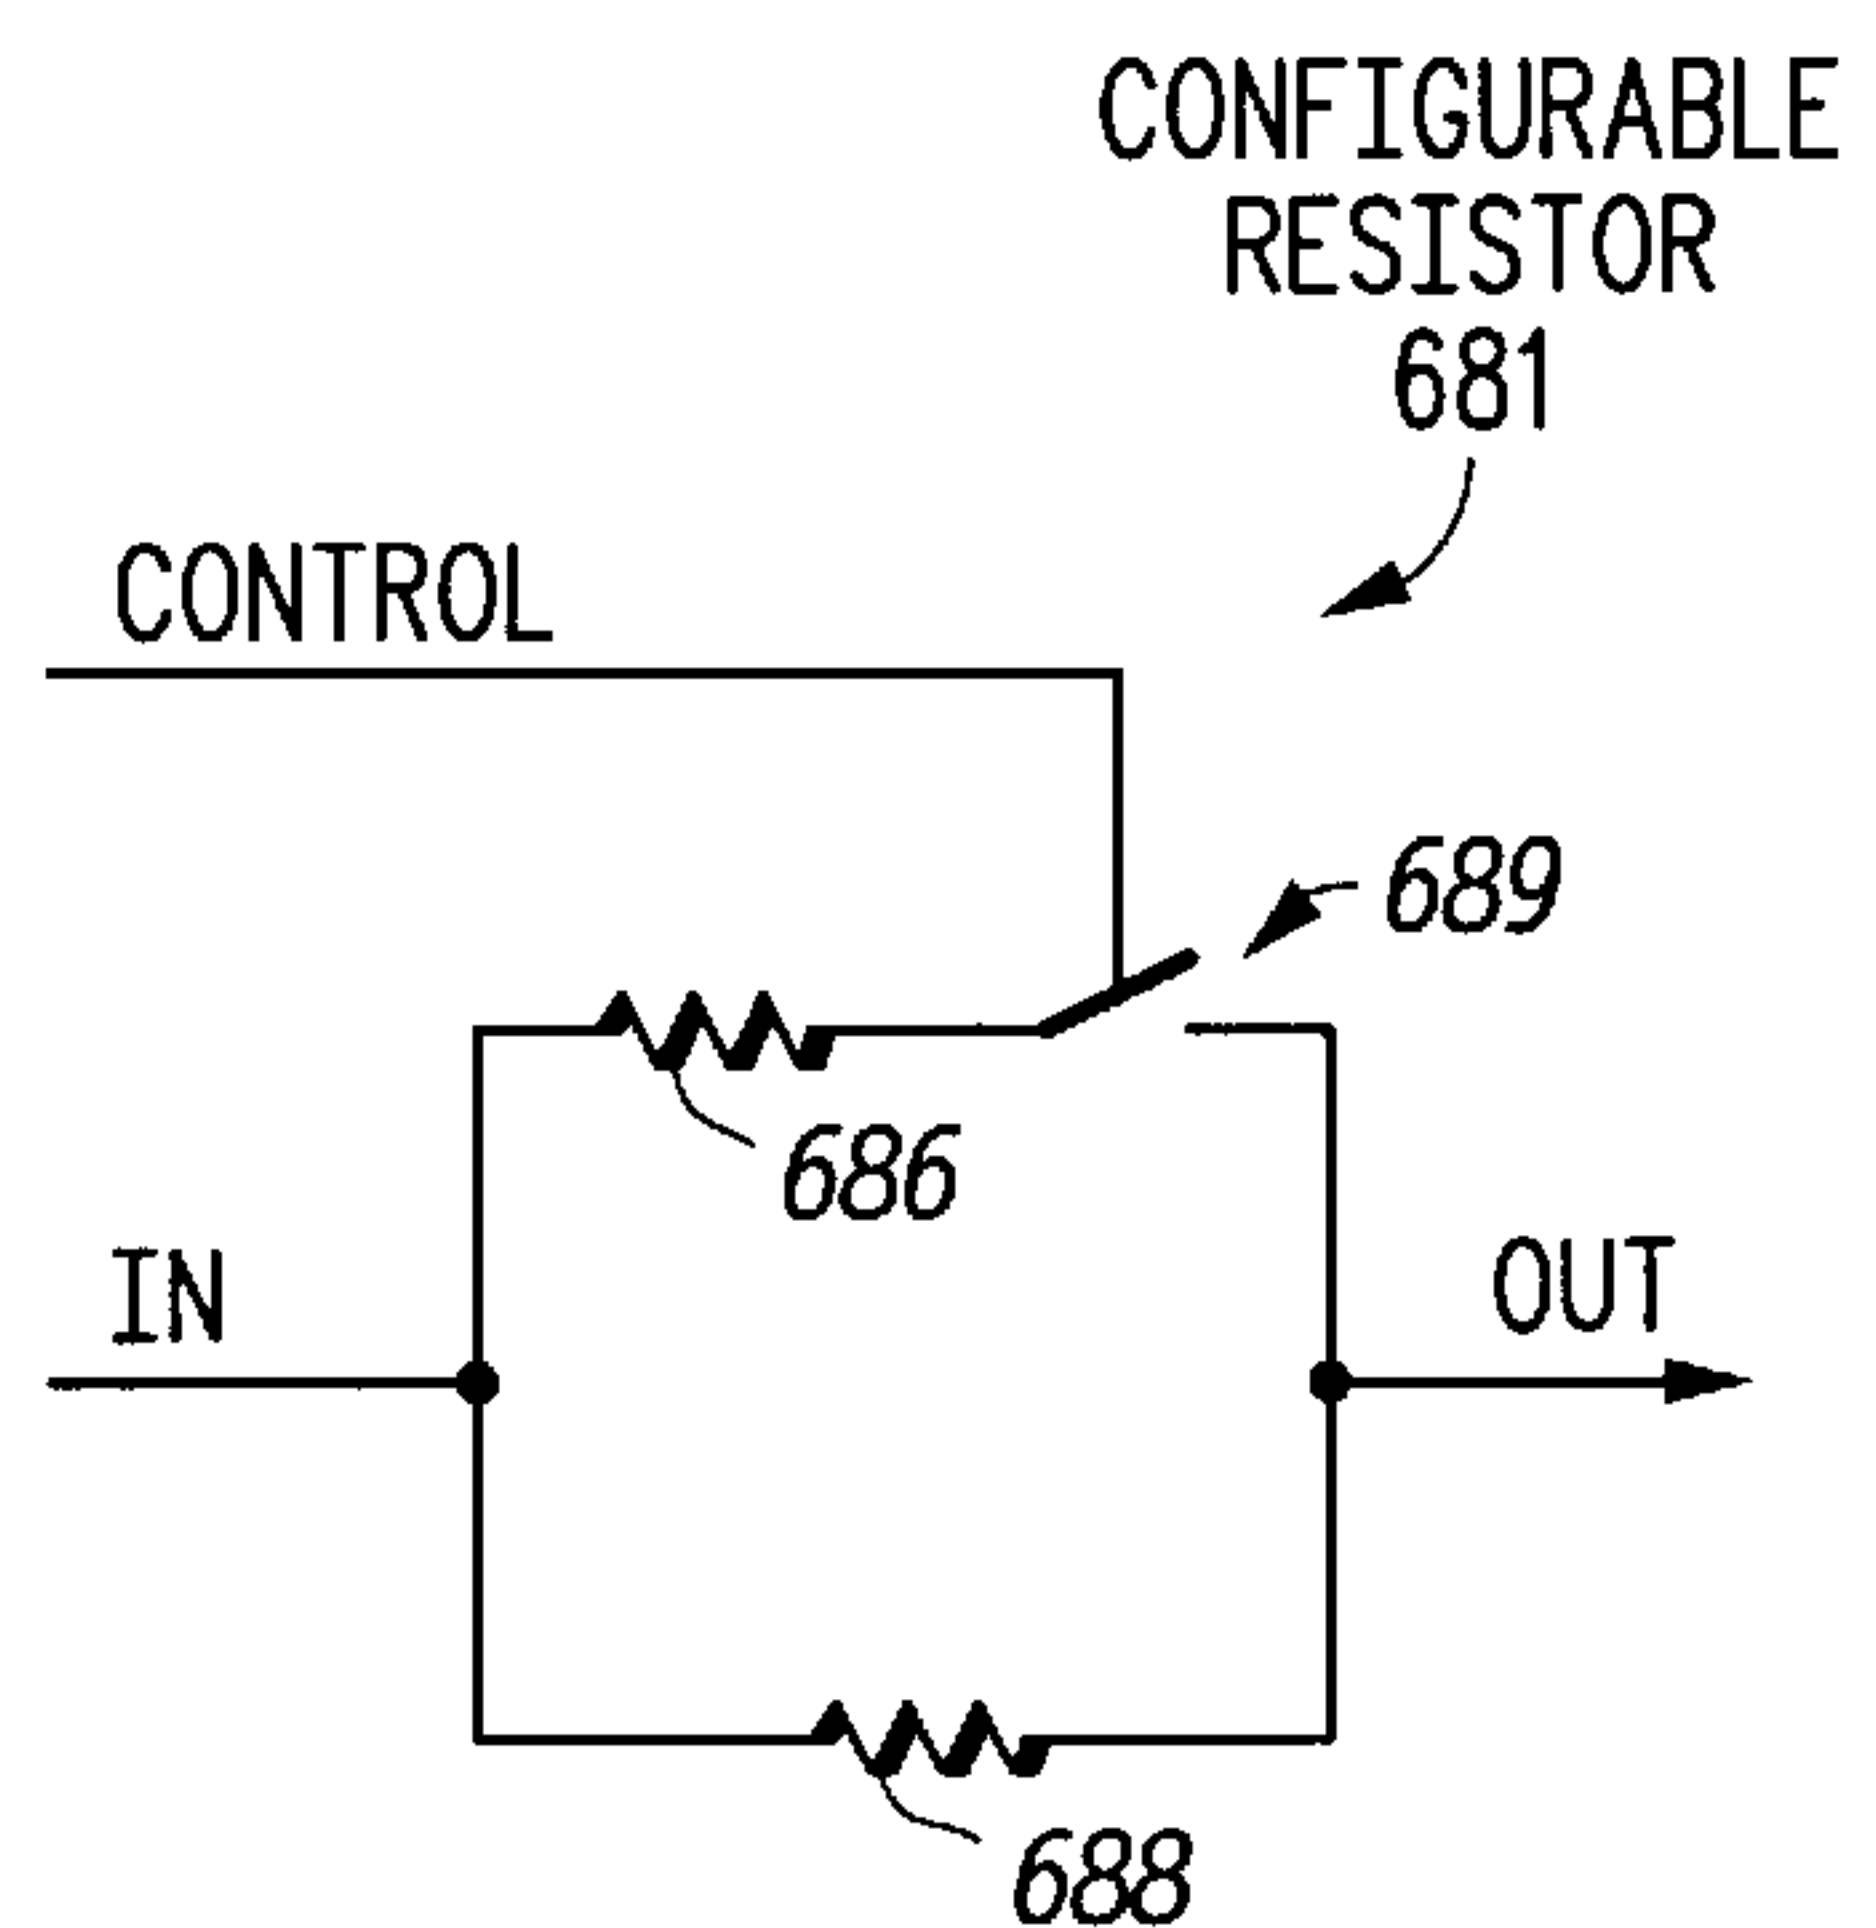 CONFIGURABLE
RESISTOR
681
CONTROL
689
686
IN
OUT
688